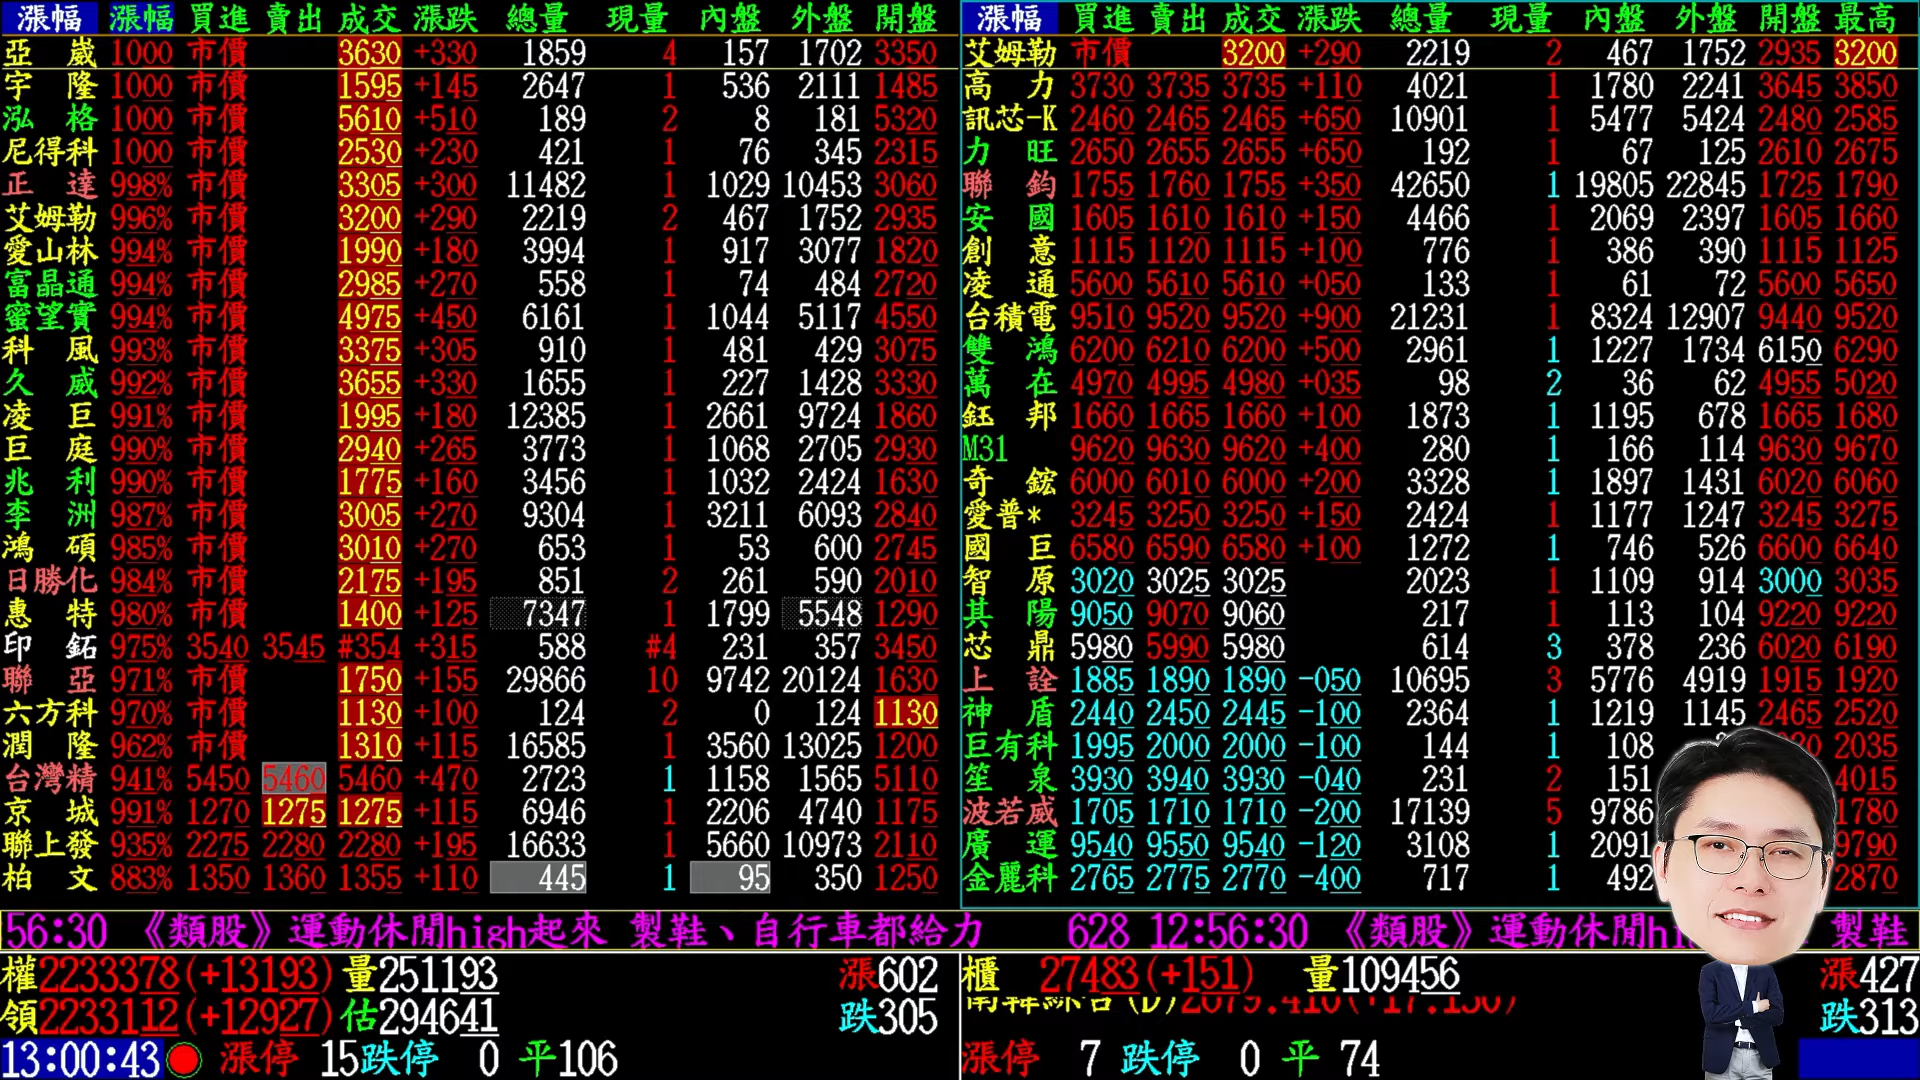 漲幅 漲幅 買進 賣出 成交 漲跌 總量 現量 內盤 外盤 開盤
亞崴 1000 市價 3630 +330 1859 4 157 1702 3350
宇隆 1000 市價 1595 +145 2647 1 536 2111 1485
泓格 1000 市價 5610 +510 189 2 8 181 5320
尼得科 1000 市價 2530 +230 421 1 76 345 2315
正達 998% 市價 3305 +300 11482 1 1029 10453 3060
艾姆勒 996% 市價 3200 +290 2219 2 467 1752 2935
愛山林 994% 市價 1990 +180 3994 1 917 3077 1820
富晶通 994% 市價 2985 +270 558 1 74 484 2720
蜜望實 994% 市價 4975 +450 6161 1 1044 5117 4550
科風 993% 市價 3375 +305 910 1 481 429 3075
久威 992% 市價 3655 +330 1655 1 227 1428 3330
凌巨 991% 市價 1995 +180 12385 1 2661 9724 1860
巨庭 990% 市價 2940 +265 3773 1 1068 2705 2930
兆利 990% 市價 1775 +160 3456 1 1032 2424 1630
李洲 987% 市價 3005 +270 9304 1 3211 6093 2840
鴻碩 985% 市價 3010 +270 653 1 53 600 2745
日勝化 984% 市價 2175 +195 851 2 261 590 2010
惠特 980% 市價 1400 +125 7347 1 1799 5548 1290
印鉐 975% 3540 3545 #354 +315 588 #4 231 357 3450
聯亞 971% 市價 1750 +155 29866 10 9742 20124 1630
六方科 970% 市價 1130 +100 124 2 0 124 1130
潤隆 962% 市價 1310 +115 16585 1 3560 13025 1200
台灣精 941% 5450 5460 5460 +470 2723 1 1158 1565 5110
京城 991% 1270 1275 1275 +115 6946 1 2206 4740 1175
聯上發 935% 2275 2280 2280 +195 16633 1 5660 10973 2110
柏文 883% 1350 1360 1355 +110 445 1 95 350 1250
漲幅 買進 賣出 成交 漲跌 總量 現量 內盤 外盤 開盤 最高
艾姆勒 市價 3200 +290 2219 2 467 1752 2935 3200
高力 3730 3735 3735 +110 4021 1 1780 2241 3645 3850
訊芯-K 2460 2465 2465 +650 10901 1 5477 5424 2480 2585
力旺 2650 2655 2655 +650 192 1 67 125 2610 2675
聯鈞 1755 1760 1755 +350 42650 1 19805 22845 1725 1790
安國 1605 1610 1610 +150 4466 1 2069 2397 1605 1660
創意 1115 1120 1115 +100 776 1 386 390 1115 1125
凌通 5600 5610 5610 +050 133 1 61 72 5600 5650
台積電 9510 9520 9520 +900 21231 1 8324 12907 9440 9520
雙鴻 6200 6210 6200 +500 2961 1 1227 1734 6150 6290
萬在 4970 4995 4980 +035 98 2 36 62 4955 5020
鈺邦 1660 1665 1660 +100 1873 1 1195 678 1665 1680
M31 9620 9630 9620 +400 280 1 166 114 9630 9670
奇鋐 6000 6010 6000 +200 3328 1 1897 1431 6020 6060
愛普* 3245 3250 3250 +150 2424 1 1177 1247 3245 3275
國巨 6580 6590 6580 +100 1272 1 746 526 6600 6640
智原 3020 3025 3025 2023 1 1109 914 3000 3035
其陽 9050 9070 9060 217 1 113 104 9220 9220
芯鼎 5980 5990 5980 614 3 378 236 6020 6190
上詮 1885 1890 1890 -050 10695 3 5776 4919 1915 1920
神盾 2440 2450 2445 -100 2364 1 1219 1145 2465 2520
巨有科 1995 2000 2000 -100 144 1 108 2035
笙泉 3930 3940 3930 -040 231 2 151 4015
波若威 1705 1710 1710 -200 17139 5 9786 1780
廣運 9540 9550 9540 -120 3108 1 2091 9790
金麗科 2765 2775 2770 -400 717 1 492 2870
56:30 《類股》運動休閒high起來 製鞋、自行車都給力 628 12:56:30 《類股》運動休閒hi 製鞋
權2233378(+13193) 量251193 漲602
領2233112(+12927) 估294641 跌305
13:00:43 漲停 15 跌停 0 平106
櫃 27483(+151) 量109456 漲427
南韓綜合(D)2679.410(+17.130) 跌313
漲停 7 跌停 0 平 74